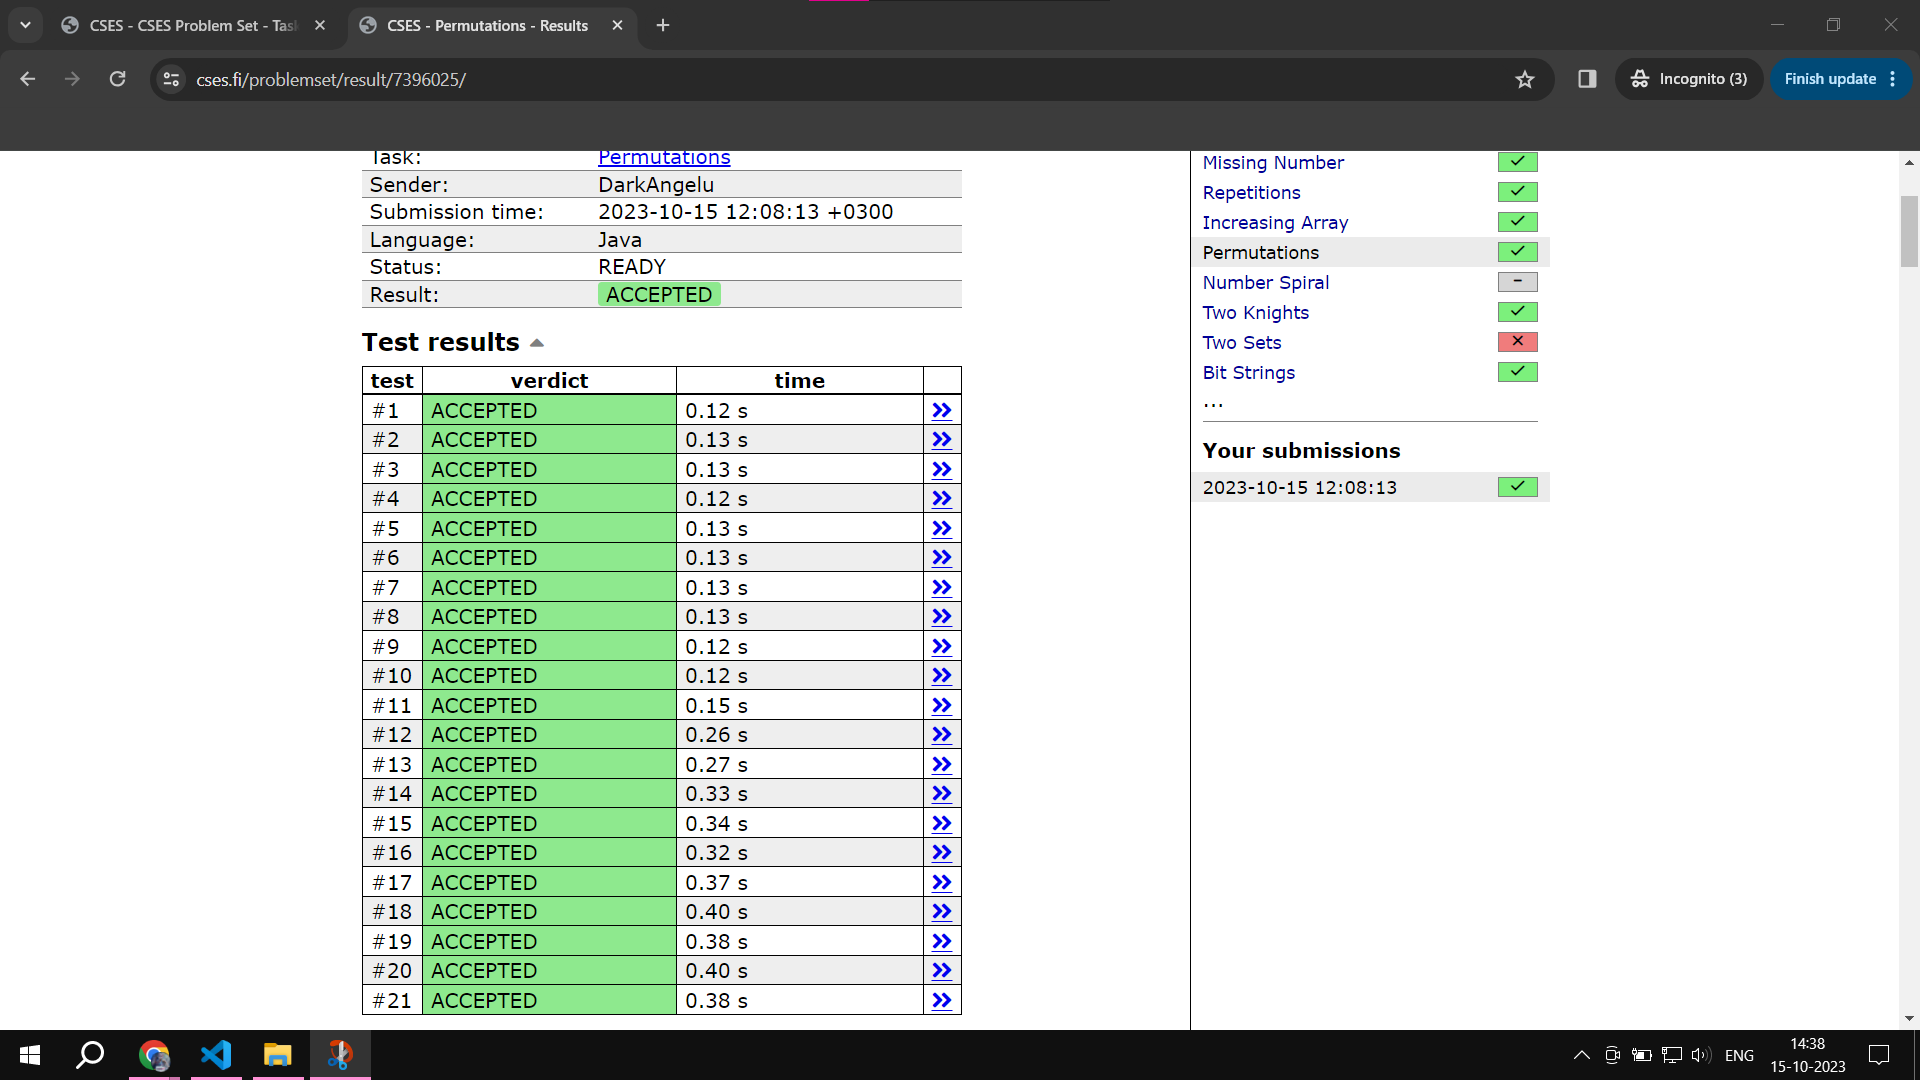 CSES - CSES Problem Set - Tas
CSES - Permutations - Results
cses.fi/problemset/result/7396025/
Incognito (3)
Finish update
Task: Permutations
Sender: DarkAngelu
Submission time: 2023-10-15 12:08:13 +0300
Language: Java
Status: READY
Result: ACCEPTED
Test results
test verdict time
#1 ACCEPTED 0.12 s
#2 ACCEPTED 0.13 s
#3 ACCEPTED 0.13 s
#4 ACCEPTED 0.12 s
#5 ACCEPTED 0.13 s
#6 ACCEPTED 0.13 s
#7 ACCEPTED 0.13 s
#8 ACCEPTED 0.13 s
#9 ACCEPTED 0.12 s
#10 ACCEPTED 0.12 s
#11 ACCEPTED 0.15 s
#12 ACCEPTED 0.26 s
#13 ACCEPTED 0.27 s
#14 ACCEPTED 0.33 s
#15 ACCEPTED 0.34 s
#16 ACCEPTED 0.32 s
#17 ACCEPTED 0.37 s
#18 ACCEPTED 0.40 s
#19 ACCEPTED 0.38 s
#20 ACCEPTED 0.40 s
#21 ACCEPTED 0.38 s
Missing Number
Repetitions
Increasing Array
Permutations
Number Spiral
Two Knights
Two Sets
Bit Strings
...
Your submissions
2023-10-15 12:08:13
ENG
14:38
15-10-2023